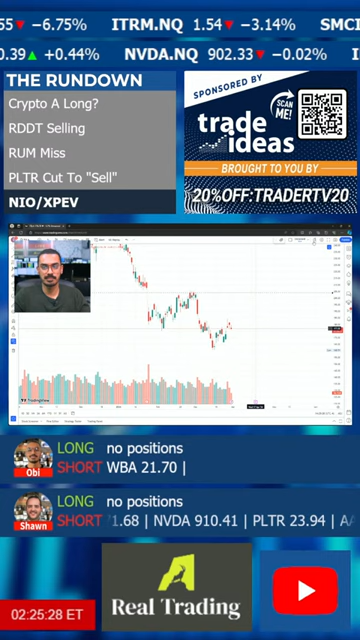 55 -6.75% ITRM.NQ 1.54 -3.14% SMCI
0.39 +0.44% NVDA.NQ 902.33 -0.02%
THE RUNDOWN
Crypto A Long?
RDDT Selling
RUM Miss
PLTR Cut To "Sell"
NIO/XPEV
SPONSORED BY
SCAN ME!
trade ideas
BROUGHT TO YOU BY
20%OFF:TRADERTV20
TradingView
LONG no positions
SHORT WBA 21.70 |
Obi
LONG no positions
SHORT 71.68 | NVDA 910.41 | PLTR 23.94 | A
Shawn
02:25:28 ET
Real Trading